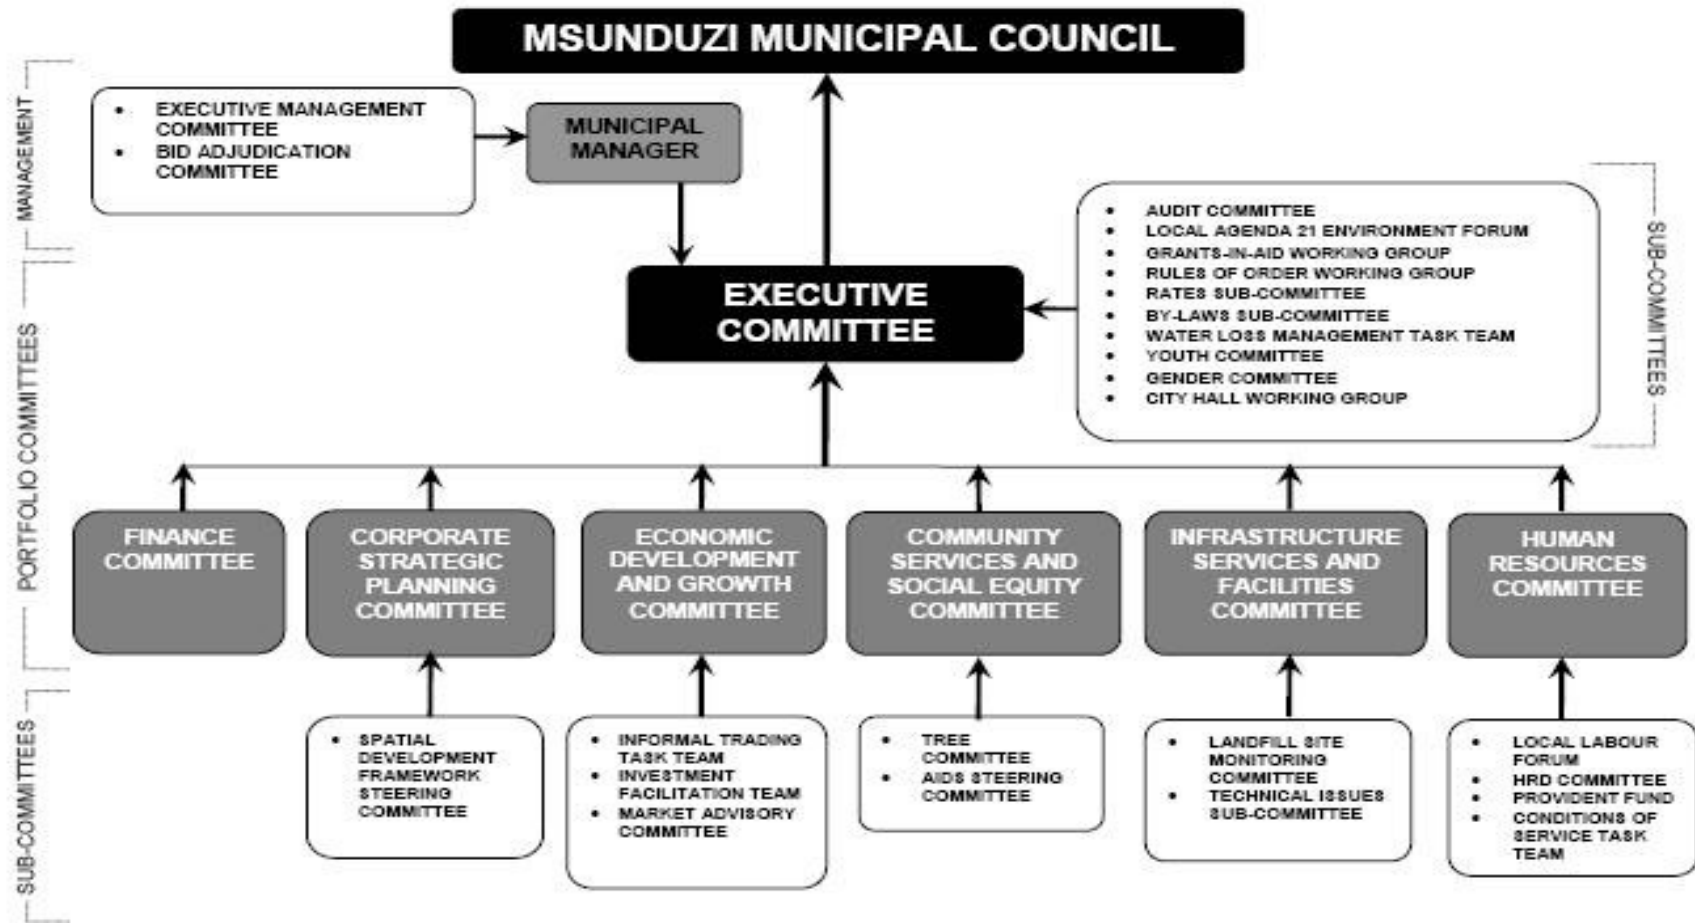 MSUNDUZI MUNICIPAL COUNCIL
MANAGEMENT
• EXECUTIVE MANAGEMENT
COMMITTEE
• BID ADJUDICATION
COMMITTEE
MUNICIPAL
MANAGER
EXECUTIVE
COMMITTEE
• AUDIT COMMITTEE
• LOCAL AGENDA 21 ENVIRONMENT FORUM
• GRANTS-IN-AID WORKING GROUP
• RULES OF ORDER WORKING GROUP
• RATES SUB-COMMITTEE
• BY-LAWS SUB-COMMITTEE
• WATER LOSS MANAGEMENT TASK TEAM
• YOUTH COMMITTEE
• GENDER COMMITTEE
• CITY HALL WORKING GROUP
SUB-COMMITTEES
PORTFOLIO COMMITTEES
FINANCE
COMMITTEE
CORPORATE
STRATEGIC
PLANNING
COMMITTEE
ECONOMIC
DEVELOPMENT
AND GROWTH
COMMITTEE
COMMUNITY
SERVICES AND
SOCIAL EQUITY
COMMITTEE
INFRASTRUCTURE
SERVICES AND
FACILITIES
COMMITTEE
HUMAN
RESOURCES
COMMITTEE
SUB-COMMITTEES
• SPATIAL
DEVELOPMENT
FRAMEWORK
STEERING
COMMITTEE
• INFORMAL TRADING
TASK TEAM
• INVESTMENT
FACILITATION TEAM
• MARKET ADVISORY
COMMITTEE
• TREE
COMMITTEE
• AIDS STEERING
COMMITTEE
• LANDFILL SITE
MONITORING
COMMITTEE
• TECHNICAL ISSUES
SUB-COMMITTEE
• LOCAL LABOUR
FORUM
• HRD COMMITTEE
• PROVIDENT FUND
• CONDITIONS OF
SERVICE TASK
TEAM